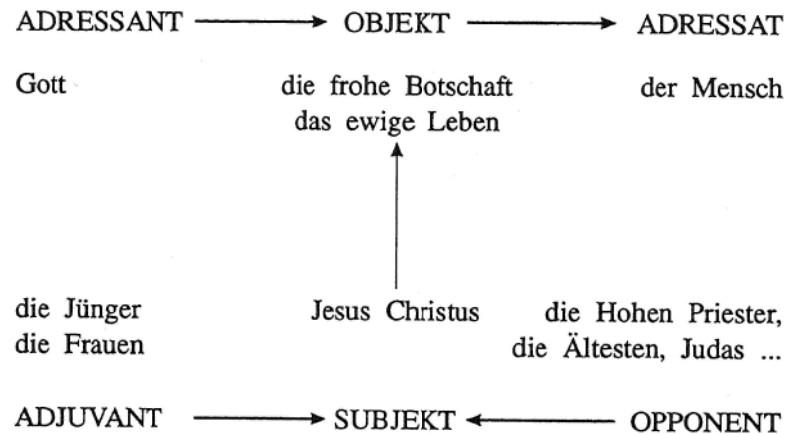 ADRESSANT OBJEKT ADRESSAT
Gott die frohe Botschaft der Mensch
das ewige Leben
die Jünger Jesus Christus die Hohen Priester,
die Frauen die Ältesten, Judas ...
ADJUVANT SUBJEKT OPPONENT